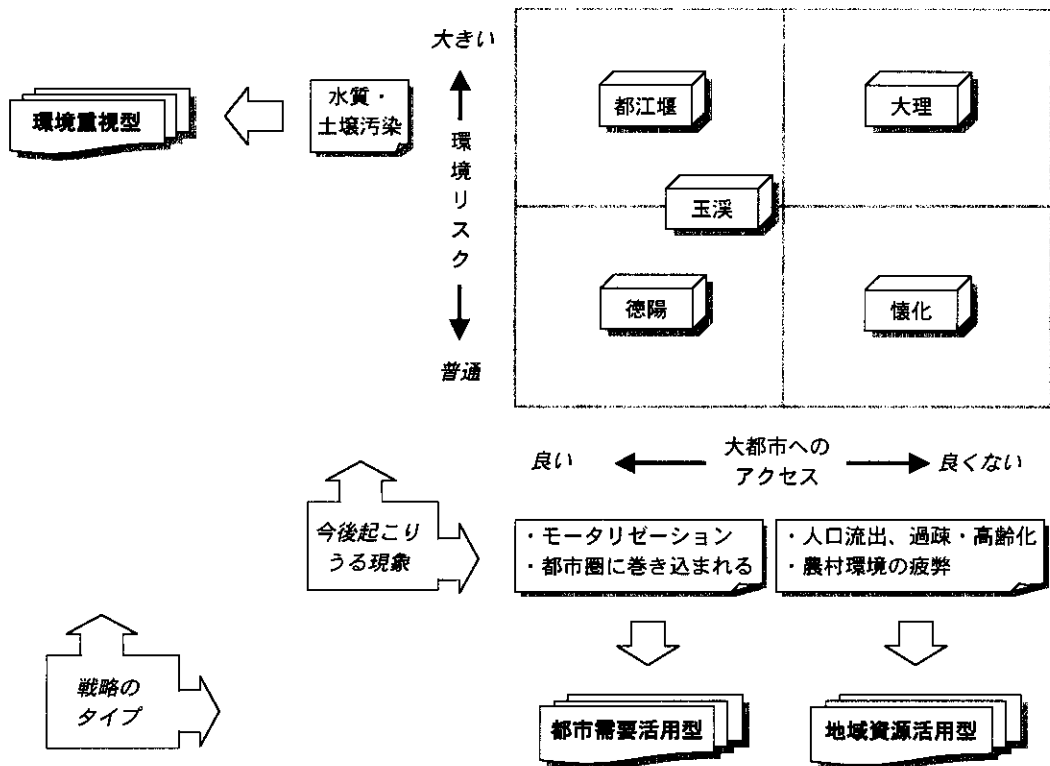 大きい
環境重視型
水質・
土壌汚染
環境リスク
普通
都江堰
大理
玉渓
徳陽
懐化
良い
大都市への
アクセス
良くない
今後起こり
うる現象
・モータリゼーション
・都市圏に巻き込まれる
・人口流出、過疎・高齢化
・農村環境の疲弊
戦略の
タイプ
都市需要活用型
地域資源活用型